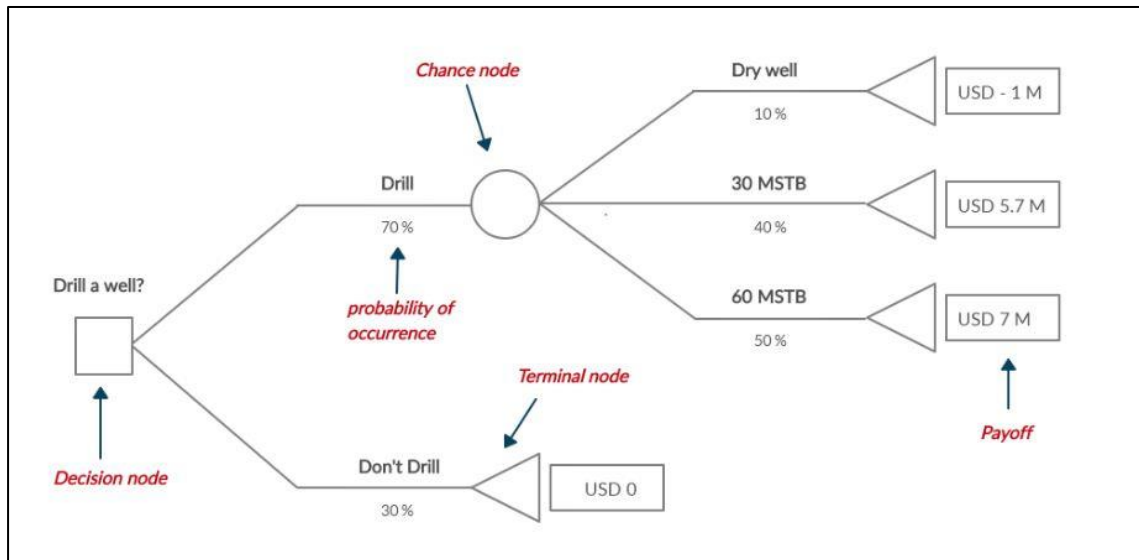 Chance node
Dry well
10 %
USD - 1 M
Drill
70 %
30 MSTB
40 %
USD 5.7 M
Drill a well?
probability of
occurrence
60 MSTB
50 %
USD 7 M
Terminal node
Payoff
Decision node
Don't Drill
30 %
USD 0